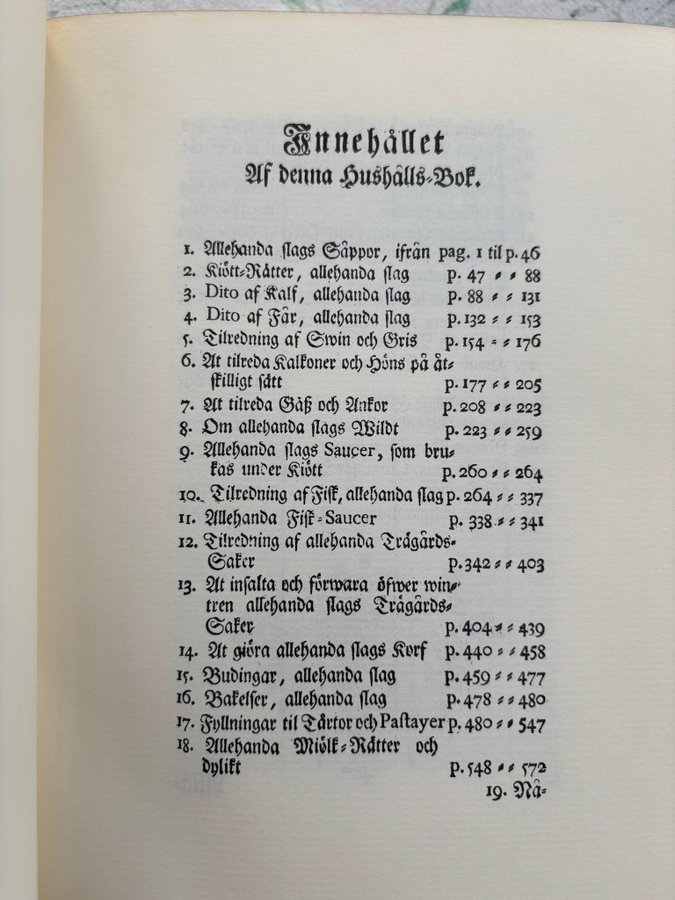 Innehållet
Af denna Hushålls-Bok.
1. Allehanda slags Såppor, ifrån pag. 1 til p. 46
2. Kiött-Rätter, allehanda slag p. 47 - - 88
3. Dito af Kalf, allehanda slag p. 88 - - 131
4. Dito af Får, allehanda slag p. 132 - - 153
5. Tilredning af Swin och Gris p. 154 - - 176
6. At tilreda Kalkoner och Höns på åt-
skilligt sätt p. 177 - - 205
7. At tilreda Gåß och Ankor p. 208 - - 223
8. Om allehanda slags Wildt p. 223 - - 259
9. Allehanda slags Saucer, som bru-
kas under Kiött p. 260 - - 264
10. Tilredning af Fisk, allehanda slag p. 264 - - 337
11. Allehanda Fisk-Saucer p. 338 - - 341
12. Tilredning af allehanda Trägårds-
Saker p. 342 - - 403
13. At insalta och förwara öfwer win-
tren allehanda slags Trägårds-
Saker p. 404 - - 439
14. At giöra allehanda slags Korf p. 440 - - 458
15. Budingar, allehanda slag p. 459 - - 477
16. Bakelser, allehanda slag p. 478 - - 480
17. Fyllningar til Tårtor och Pastayer p. 480 - - 547
18. Allehanda Miölk-Rätter och
dylikt p. 548 - - 572
19. Nå-